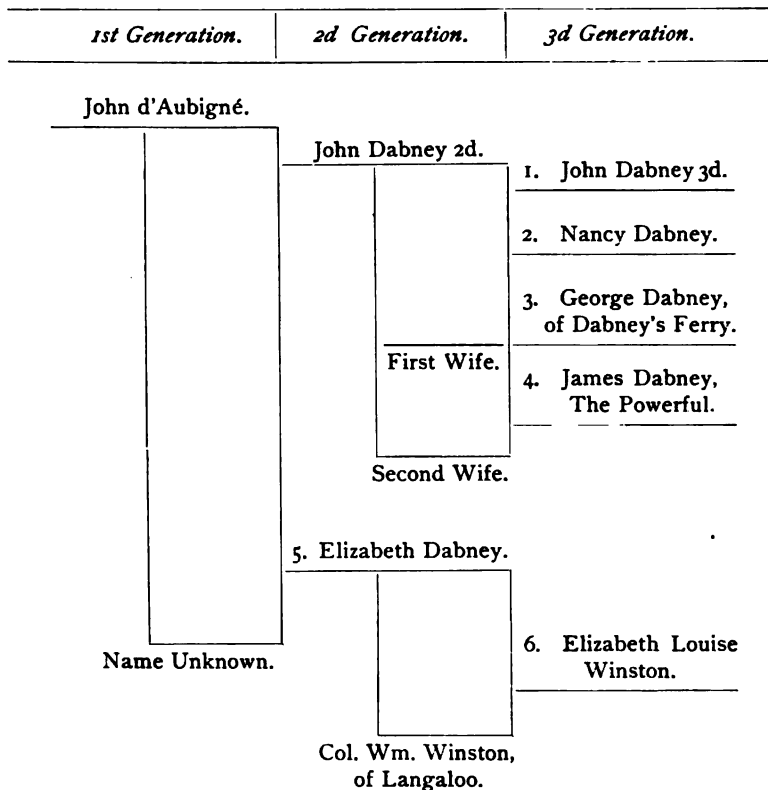 1st Generation. 2d Generation. 3d Generation.
John d'Aubigné.
John Dabney 2d.
1. John Dabney 3d.
2. Nancy Dabney.
3. George Dabney,
of Dabney's Ferry.
First Wife.
4. James Dabney,
The Powerful.
Second Wife.
5. Elizabeth Dabney.
6. Elizabeth Louise
Winston.
Name Unknown.
Col. Wm. Winston,
of Langaloo.